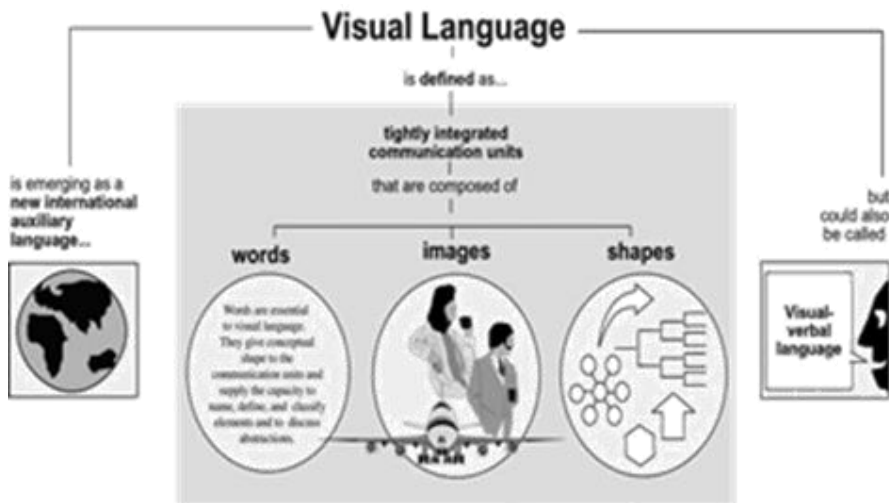 Visual Language
is defined as...
tightly integrated
communication units
that are composed of
is emerging as a
new international
auxiliary
language...
but
could also
be called
words
images
shapes
Words are essential
to visual language.
They give conceptual
shape to the
communication units and
supply the capacity to
name, define, and classify
elements and to discuss
abstractions.
Visual-
verbal
language